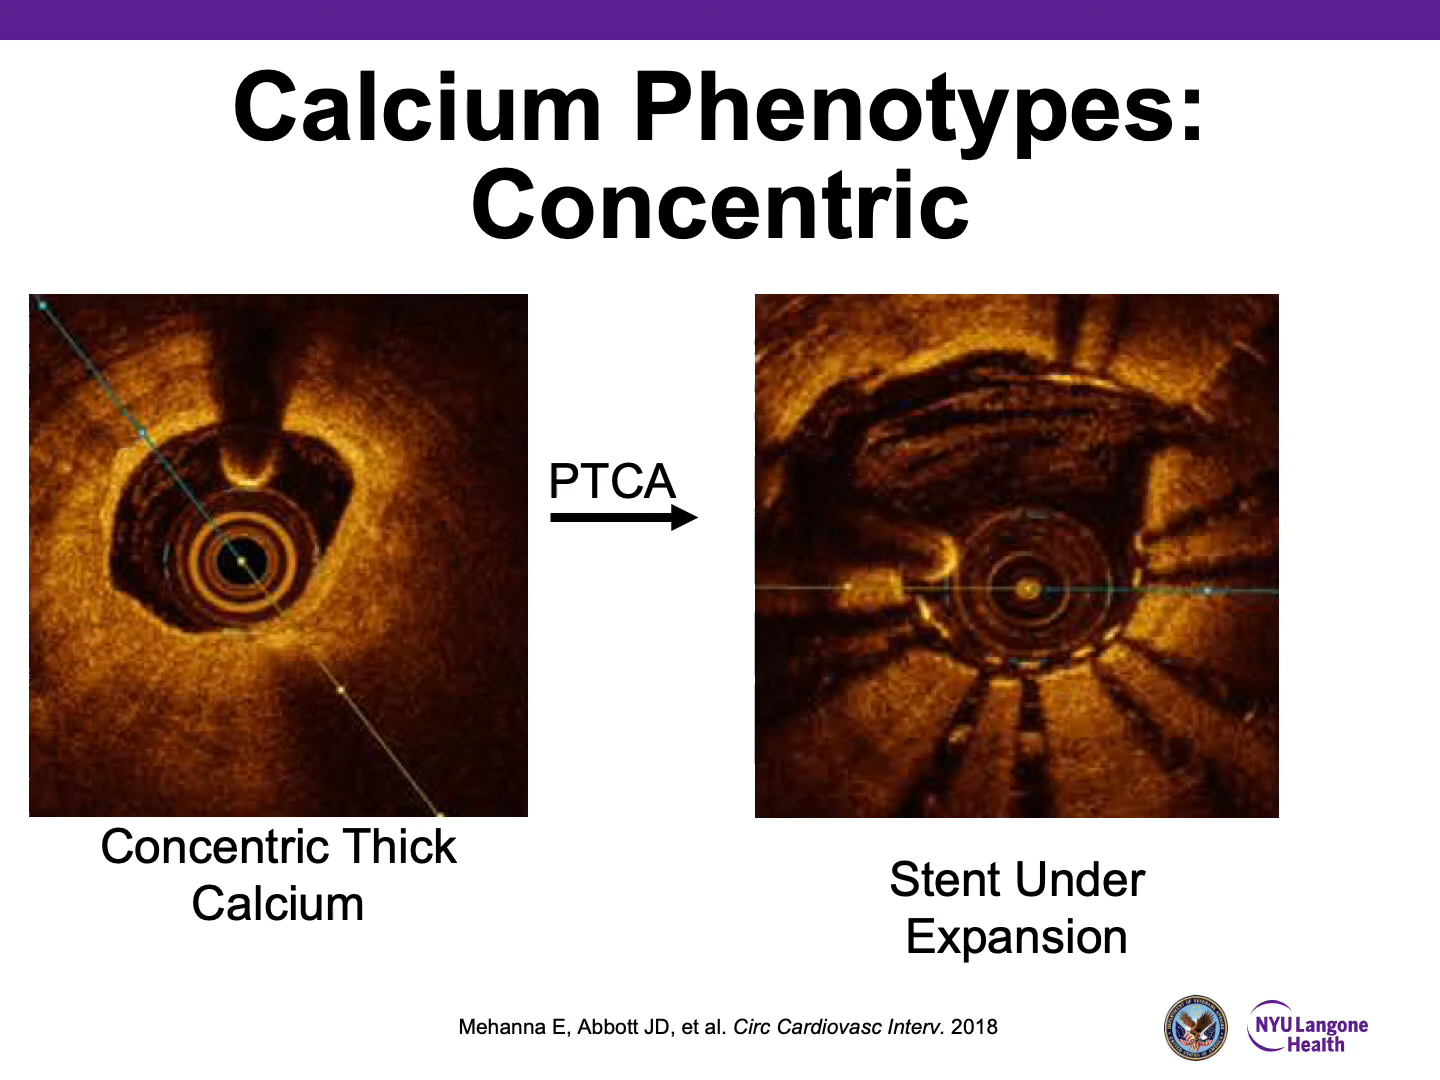 Calcium Phenotypes:
Concentric
PTCA
Concentric Thick
Calcium
Stent Under
Expansion
Mehanna E, Abbott JD, et al. Circ Cardiovasc Interv. 2018
NYU Langone
Health